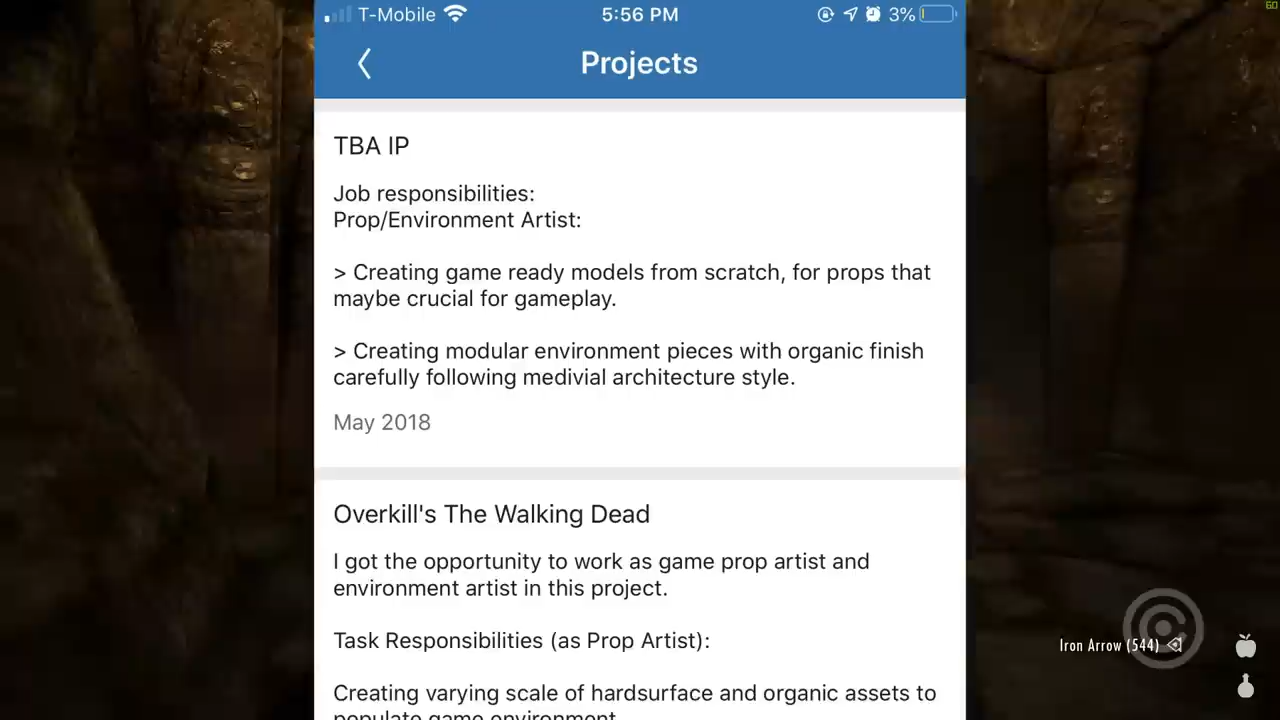 60
T-Mobile 5:56 PM 3%
Projects
TBA IP
Job responsibilities:
Prop/Environment Artist:
> Creating game ready models from scratch, for props that
maybe crucial for gameplay.
> Creating modular environment pieces with organic finish
carefully following medivial architecture style.
May 2018
Overkill's The Walking Dead
I got the opportunity to work as game prop artist and
environment artist in this project.
Task Responsibilities (as Prop Artist):
Iron Arrow (544)
Creating varying scale of hardsurface and organic assets to
populate game environment